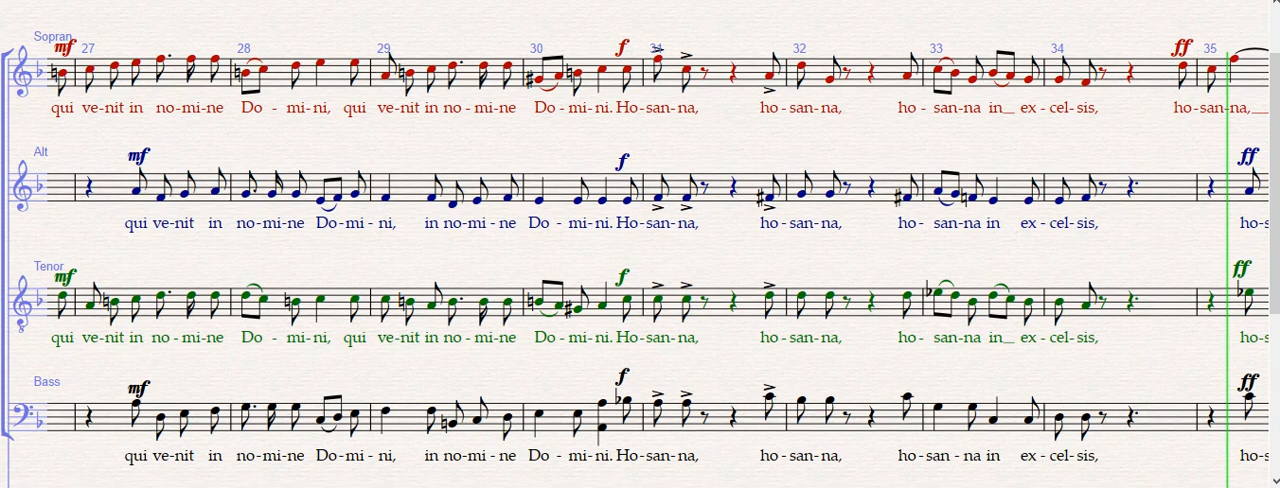 Sopran mf 27 28 29 30 f 31 32 33 34 ff 35
qui ve-nit in no-mi-ne Do - mi-ni, qui ve-nit in no-mi-ne Do - mi-ni. Ho-san-na, ho-san-na, ho-san-na in__ ex-cel-sis, ho-san-na,__
Alt mf f ff
qui ve-nit in no-mi-ne Do-mi-ni, in no-mi-ne Do - mi-ni. Ho-san-na, ho-san-na, ho-san-na in ex-cel-sis, ho-s
Tenor mf f ff
8
qui ve-nit in no-mi-ne Do - mi-ni, qui ve-nit in no-mi-ne Do - mi-ni. Ho-san-na, ho-san-na, ho-san-na in__ ex-cel-sis, ho-s
Bass mf f ff
qui ve-nit in no-mi-ne Do-mi-ni, in no-mi-ne Do - mi-ni. Ho-san-na, ho-san-na, ho-san-na in ex-cel-sis, ho-s